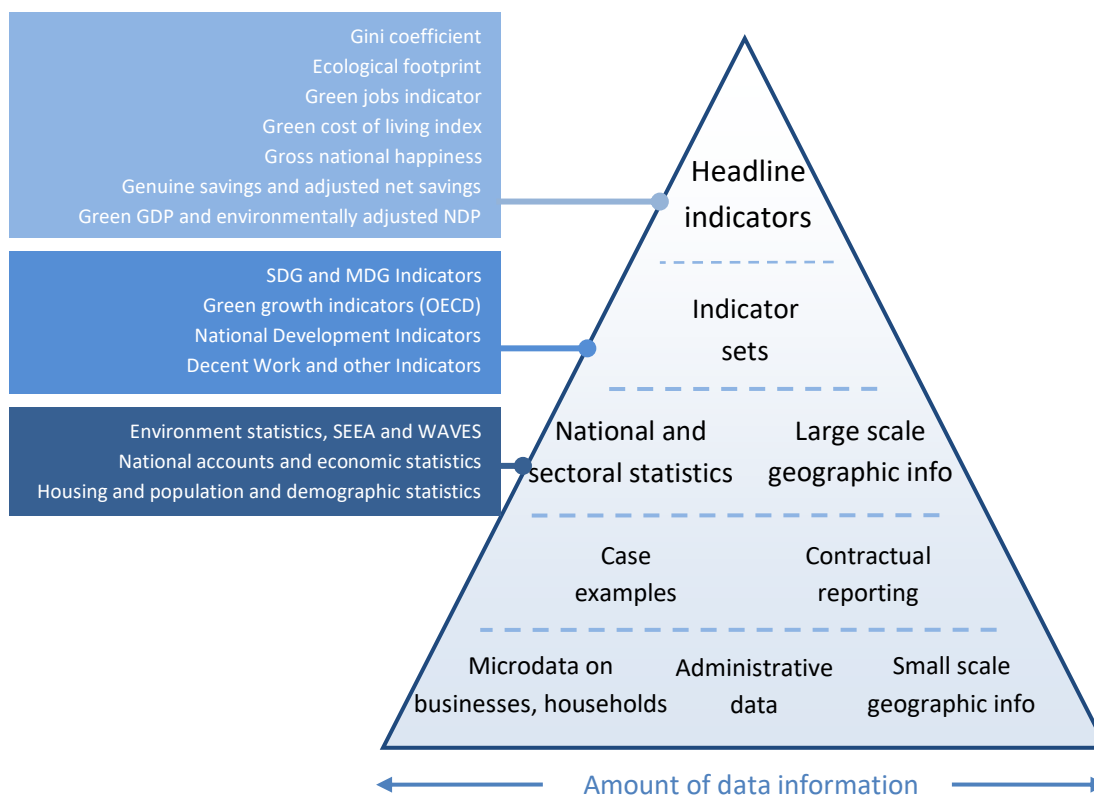 Gini coefficient
Ecological footprint
Green jobs indicator
Green cost of living index
Gross national happiness
Genuine savings and adjusted net savings
Green GDP and environmentally adjusted NDP
SDG and MDG Indicators
Green growth indicators (OECD)
National Development Indicators
Decent Work and other Indicators
Environment statistics, SEEA and WAVES
National accounts and economic statistics
Housing and population and demographic statistics
Headline
indicators
Indicator
sets
National and
sectoral statistics
Large scale
geographic info
Case
examples
Contractual
reporting
Microdata on
businesses, households
Administrative
data
Small scale
geographic info
Amount of data information